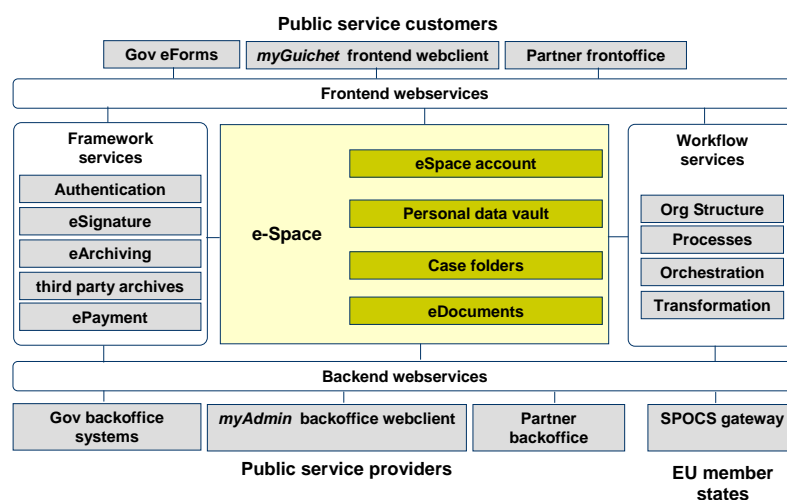 Public service customers
Gov eForms
myGuichet frontend webclient
Partner frontoffice
Frontend webservices
Framework
services
Authentication
eSignature
eArchiving
third party archives
ePayment
e-Space
eSpace account
Personal data vault
Case folders
eDocuments
Workflow
services
Org Structure
Processes
Orchestration
Transformation
Backend webservices
Gov backoffice
systems
myAdmin backoffice webclient
Partner
backoffice
SPOCS gateway
Public service providers
EU member
states